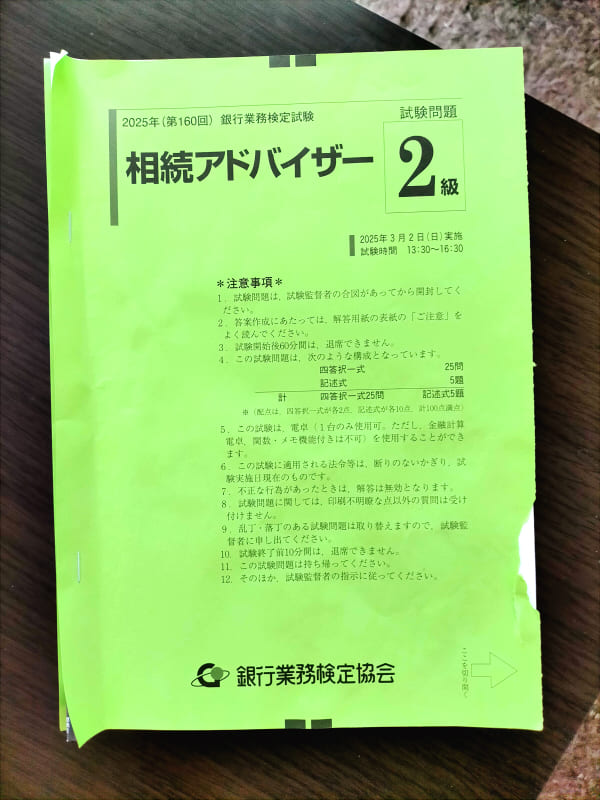 2025年(第160回) 銀行業務検定試験
試験問題
相続アドバイザー
2級
2025年3月2日(日)実施
試験時間 13:30〜16:30
＊注意事項＊
1．試験問題は，試験監督者の合図があってから開封してく
ださい。
2．答案作成にあたっては，解答用紙の表紙の「ご注意」を
よく読んでください。
3．試験開始後60分間は，退席できません。
4．この試験問題は，次のような構成となっています。
四答択一式 25問
記述式 5題
計 四答択一式25問 記述式5題
※（配点は，四答択一式が各2点，記述式が各10点，計100点満点）
5．この試験は，電卓（1台のみ使用可。ただし，金融計算
電卓，関数・メモ機能付きは不可）を使用することができ
ます。
6．この試験に適用される法令等は，断りのないかぎり，試
験実施日現在のものです。
7．不正な行為があったときは，解答は無効となります。
8．試験問題に関しては，印刷不明瞭な点以外の質問は受け
付けません。
9．乱丁・落丁のある試験問題は取り替えますので，試験監
督者に申し出てください。
10．試験終了前10分間は，退席できません。
11．この試験問題は持ち帰ってください。
12．そのほか，試験監督者の指示に従ってください。
ここを切り開く
銀行業務検定協会